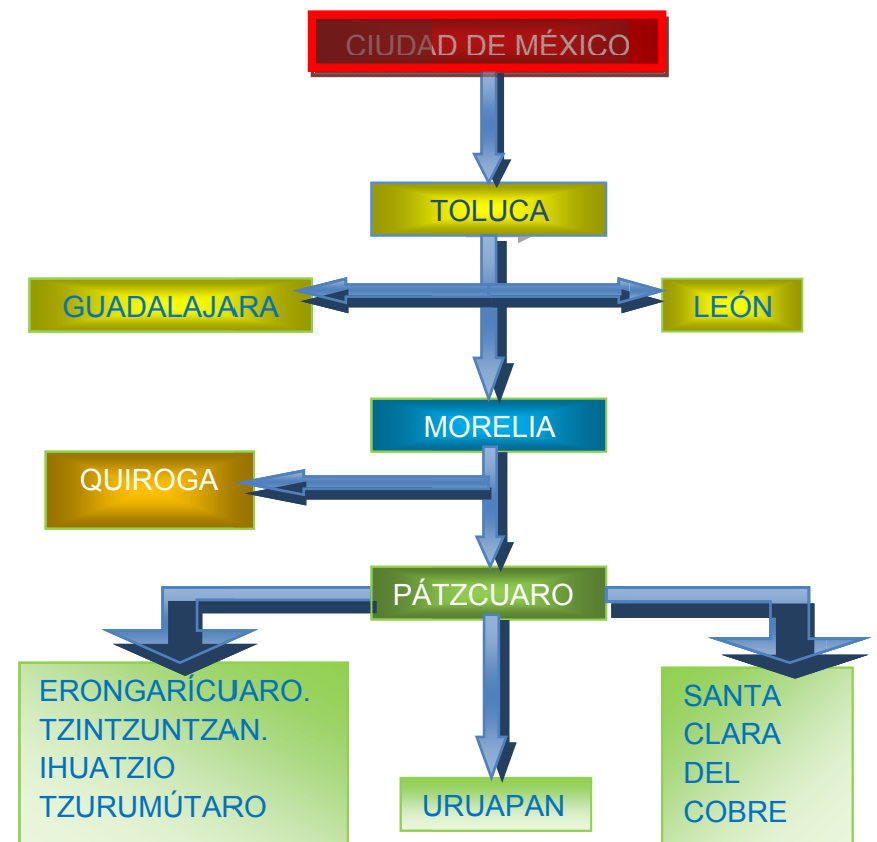 CIUDAD DE MÉXICO
TOLUCA
GUADALAJARA
LEÓN
MORELIA
QUIROGA
PÁTZCUARO
ERONGARÍCUARO.
TZINTZUNTZAN.
IHUATZIO
TZURUMÚTARO
URUAPAN
SANTA
CLARA
DEL
COBRE